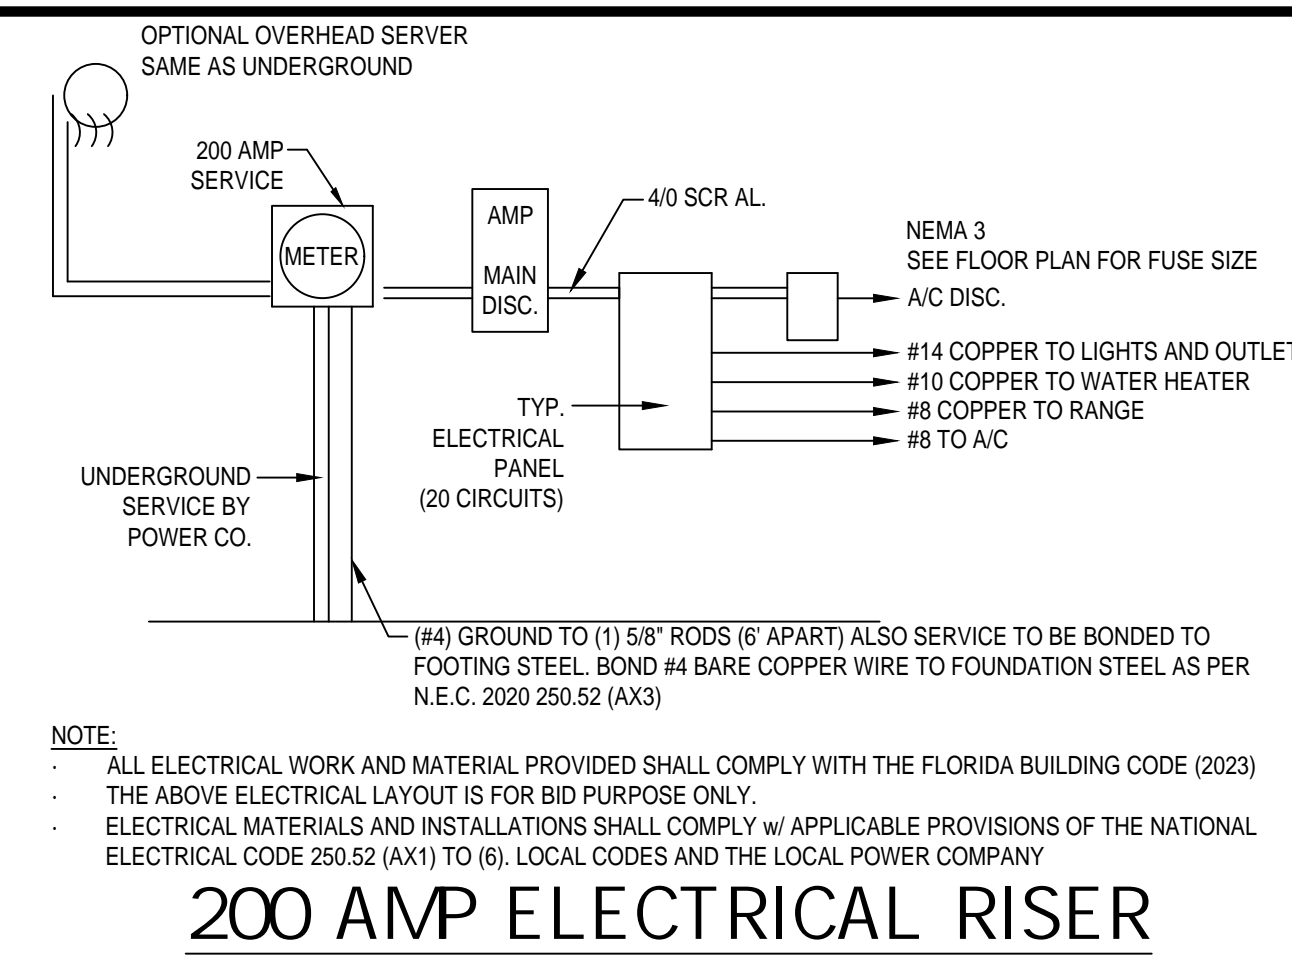 OPTIONAL OVERHEAD SERVER
SAME AS UNDERGROUND
200 AMP
SERVICE
METER
AMP
MAIN
DISC.
4/0 SCR AL.
NEMA 3
SEE FLOOR PLAN FOR FUSE SIZE
A/C DISC.
#14 COPPER TO LIGHTS AND OUTLET
#10 COPPER TO WATER HEATER
#8 COPPER TO RANGE
#8 TO A/C
TYP.
ELECTRICAL
PANEL
(20 CIRCUITS)
UNDERGROUND
SERVICE BY
POWER CO.
(#4) GROUND TO (1) 5/8" RODS (6' APART) ALSO SERVICE TO BE BONDED TO
FOOTING STEEL. BOND #4 BARE COPPER WIRE TO FOUNDATION STEEL AS PER
N.E.C. 2020 250.52 (AX3)
NOTE:
· ALL ELECTRICAL WORK AND MATERIAL PROVIDED SHALL COMPLY WITH THE FLORIDA BUILDING CODE (2023)
· THE ABOVE ELECTRICAL LAYOUT IS FOR BID PURPOSE ONLY.
· ELECTRICAL MATERIALS AND INSTALLATIONS SHALL COMPLY w/ APPLICABLE PROVISIONS OF THE NATIONAL
ELECTRICAL CODE 250.52 (AX1) TO (6). LOCAL CODES AND THE LOCAL POWER COMPANY
200 AMP ELECTRICAL RISER